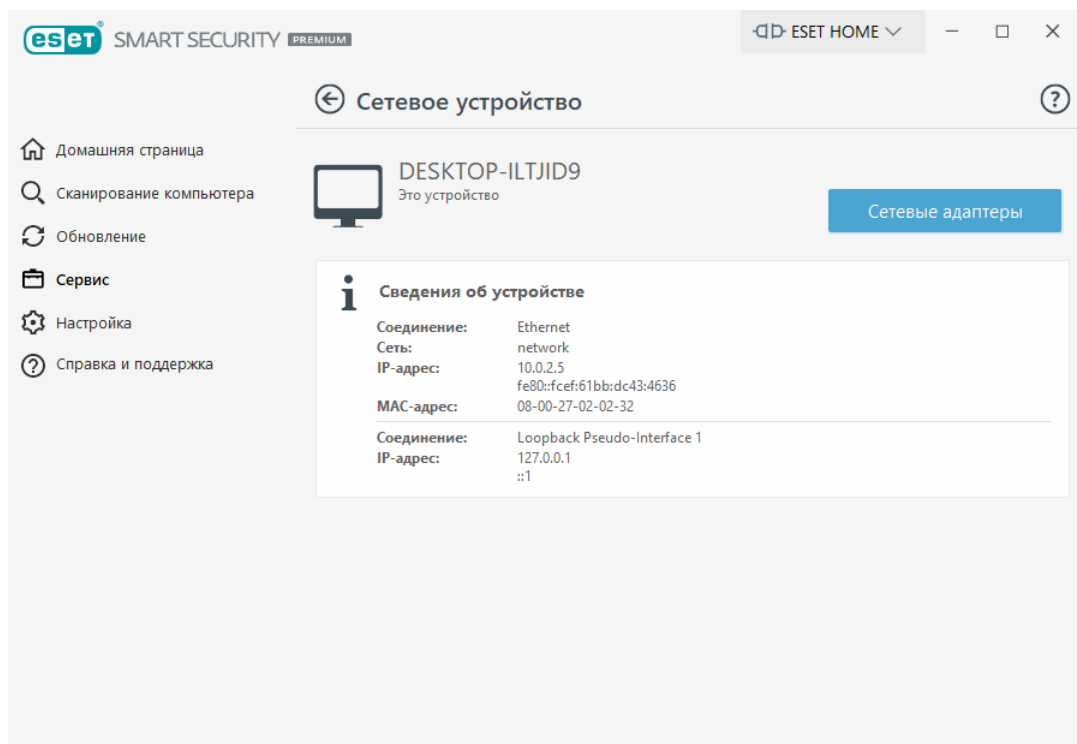 eset® SMART SECURITY PREMIUM
ESET HOME
Сетевое устройство
?
Домашняя страница
Сканирование компьютера
Обновление
Сервис
Настройка
Справка и поддержка
DESKTOP-ILTJID9
Это устройство
Сетевые адаптеры
Сведения об устройстве
Соединение: Ethernet
Сеть: network
IP-адрес: 10.0.2.5
fe80::fcef:61bb:dc43:4636
MAC-адрес: 08-00-27-02-02-32
Соединение: Loopback Pseudo-Interface 1
IP-адрес: 127.0.0.1
::1